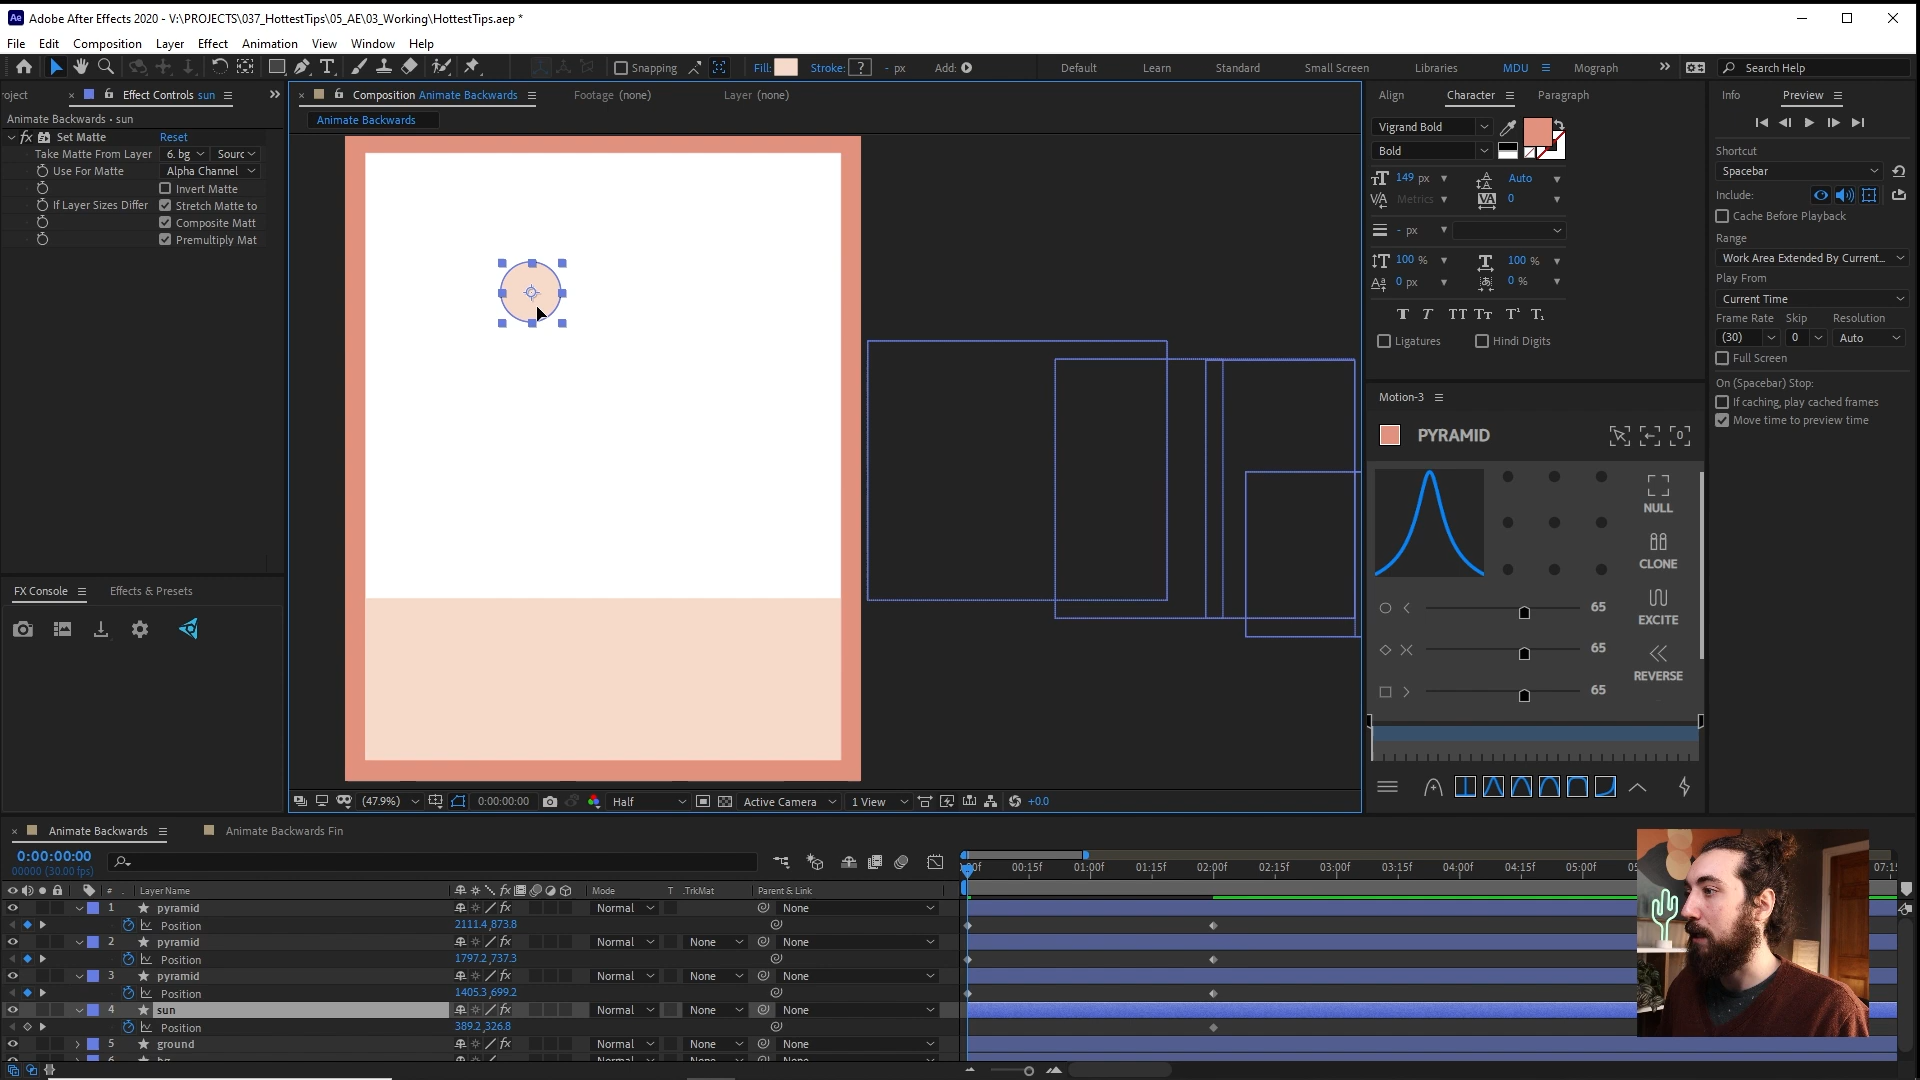 Adobe After Effects 2020 - V:\PROJECTS\037_HottestTips\05_AE\03_Working\HottestTips.aep *
File Edit Composition Layer Effect Animation View Window Help
Snapping Fill: Stroke: ? - px Add: Default Learn Standard Small Screen Libraries MDU Mograph Search Help
roject Effect Controls sun
Composition Animate Backwards Footage (none) Layer (none)
Align Character Paragraph
Info Preview
Animate Backwards • sun
Animate Backwards
fx Set Matte Reset
Take Matte From Layer 6. bg Sourc
Use For Matte Alpha Channel
Invert Matte
If Layer Sizes Differ Stretch Matte to
Composite Matt
Premultiply Mat
Vigrand Bold
Bold
149 px Auto
Metrics 0
- px
100 % 100 %
0 px 0 %
T T TT Tt T¹ T₁
Ligatures Hindi Digits
Shortcut
Spacebar
Include:
Cache Before Playback
Range
Work Area Extended By Current...
Play From
Current Time
Frame Rate Skip Resolution
(30) 0 Auto
Full Screen
On (Spacebar) Stop:
If caching, play cached frames
Move time to preview time
Motion-3
PYRAMID
NULL
CLONE
EXCITE
REVERSE
65
65
65
FX Console Effects & Presets
(47.9%) 0:00:00:00 Half Active Camera 1 View +0.0
Animate Backwards Animate Backwards Fin
0:00:00:00
00000 (30.00 fps)
:00f 00:15f 01:00f 01:15f 02:00f 02:15f 03:00f 03:15f 04:00f 04:15f 05:00f 07:15
# Layer Name Mode T .TrkMat Parent & Link
1 pyramid Normal None
Position 2111.4,873.8
2 pyramid Normal None None
Position 1797.2,737.3
3 pyramid Normal None None
Position 1405.3,699.2
4 sun Normal None None
Position 389.2,326.8
5 ground Normal None None